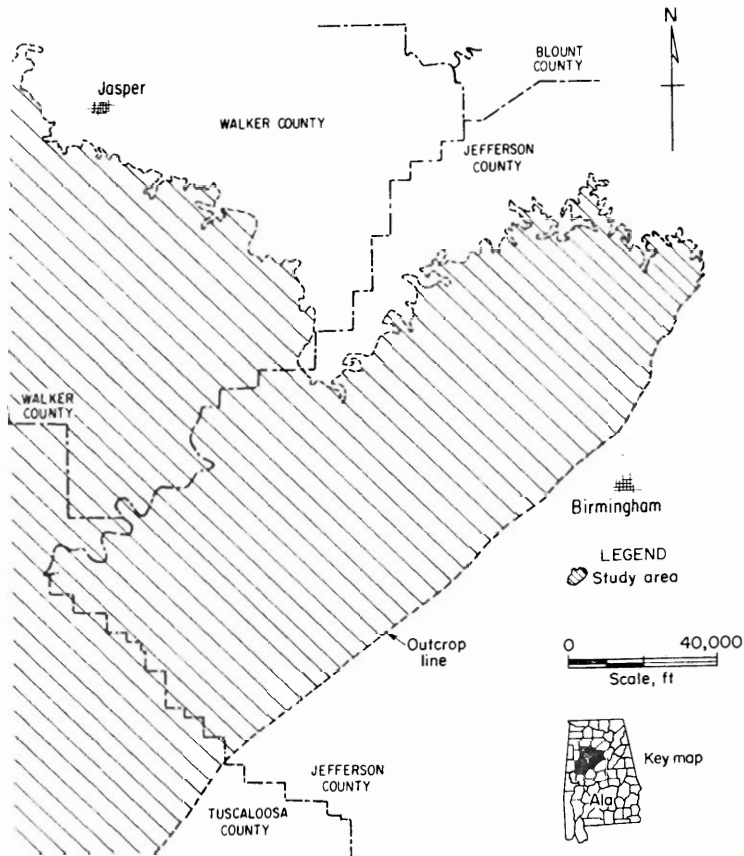 N
BLOUNT
COUNTY
Jasper
WALKER COUNTY
JEFFERSON
COUNTY
WALKER
COUNTY
Birmingham
LEGEND
Study area
Outcrop
line
0 40,000
Scale, ft
Key map
Ala
JEFFERSON
COUNTY
TUSCALOOSA
COUNTY